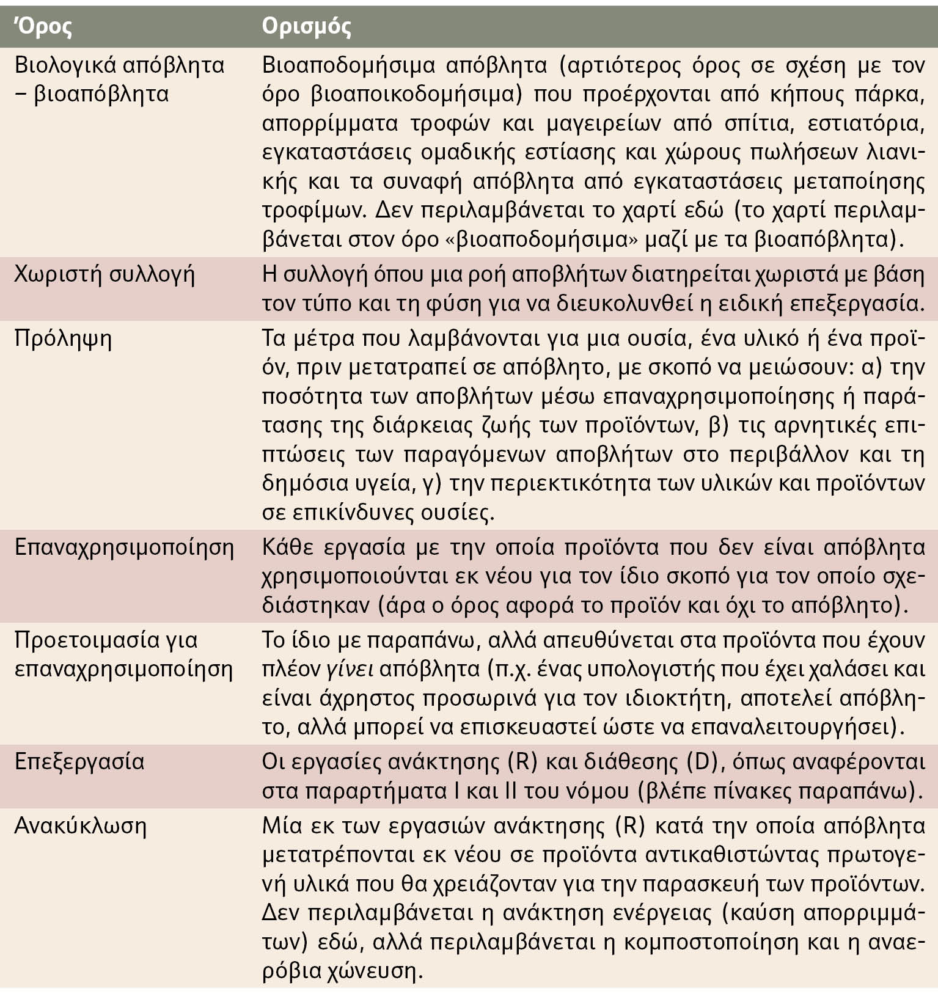 Όρος Ορισμός
Βιολογικά απόβλητα
– βιοαπόβλητα
Βιοαποδομήσιμα απόβλητα (αρτιότερος όρος σε σχέση με τον
όρο βιοαποικοδομήσιμα) που προέρχονται από κήπους πάρκα,
απορρίμματα τροφών και μαγειρείων από σπίτια, εστιατόρια,
εγκαταστάσεις ομαδικής εστίασης και χώρους πωλήσεων λιανι-
κής και τα συναφή απόβλητα από εγκαταστάσεις μεταποίησης
τροφίμων. Δεν περιλαμβάνεται το χαρτί εδώ (το χαρτί περιλαμ-
βάνεται στον όρο «βιοαποδομήσιμα» μαζί με τα βιοαπόβλητα).
Χωριστή συλλογή
Η συλλογή όπου μια ροή αποβλήτων διατηρείται χωριστά με βάση
τον τύπο και τη φύση για να διευκολυνθεί η ειδική επεξεργασία.
Πρόληψη
Τα μέτρα που λαμβάνονται για μια ουσία, ένα υλικό ή ένα προϊ-
όν, πριν μετατραπεί σε απόβλητο, με σκοπό να μειώσουν: α) την
ποσότητα των αποβλήτων μέσω επαναχρησιμοποίησης ή παρά-
τασης της διάρκειας ζωής των προϊόντων, β) τις αρνητικές επι-
πτώσεις των παραγόμενων αποβλήτων στο περιβάλλον και τη
δημόσια υγεία, γ) την περιεκτικότητα των υλικών και προϊόντων
σε επικίνδυνες ουσίες.
Επαναχρησιμοποίηση
Κάθε εργασία με την οποία προϊόντα που δεν είναι απόβλητα
χρησιμοποιούνται εκ νέου για τον ίδιο σκοπό για τον οποίο σχε-
διάστηκαν (άρα ο όρος αφορά το προϊόν και όχι το απόβλητο).
Προετοιμασία για
επαναχρησιμοποίηση
Το ίδιο με παραπάνω, αλλά απευθύνεται στα προϊόντα που έχουν
πλέον γίνει απόβλητα (π.χ. ένας υπολογιστής που έχει χαλάσει και
είναι άχρηστος προσωρινά για τον ιδιοκτήτη, αποτελεί απόβλη-
το, αλλά μπορεί να επισκευαστεί ώστε να επαναλειτουργήσει).
Επεξεργασία
Οι εργασίες ανάκτησης (R) και διάθεσης (D), όπως αναφέρονται
στα παραρτήματα I και II του νόμου (βλέπε πίνακες παραπάνω).
Ανακύκλωση
Μία εκ των εργασιών ανάκτησης (R) κατά την οποία απόβλητα
μετατρέπονται εκ νέου σε προϊόντα αντικαθιστώντας πρωτογε-
νή υλικά που θα χρειάζονταν για την παρασκευή των προϊόντων.
Δεν περιλαμβάνεται η ανάκτηση ενέργειας (καύση απορριμμά-
των) εδώ, αλλά περιλαμβάνεται η κομποστοποίηση και η αναε-
ρόβια χώνευση.